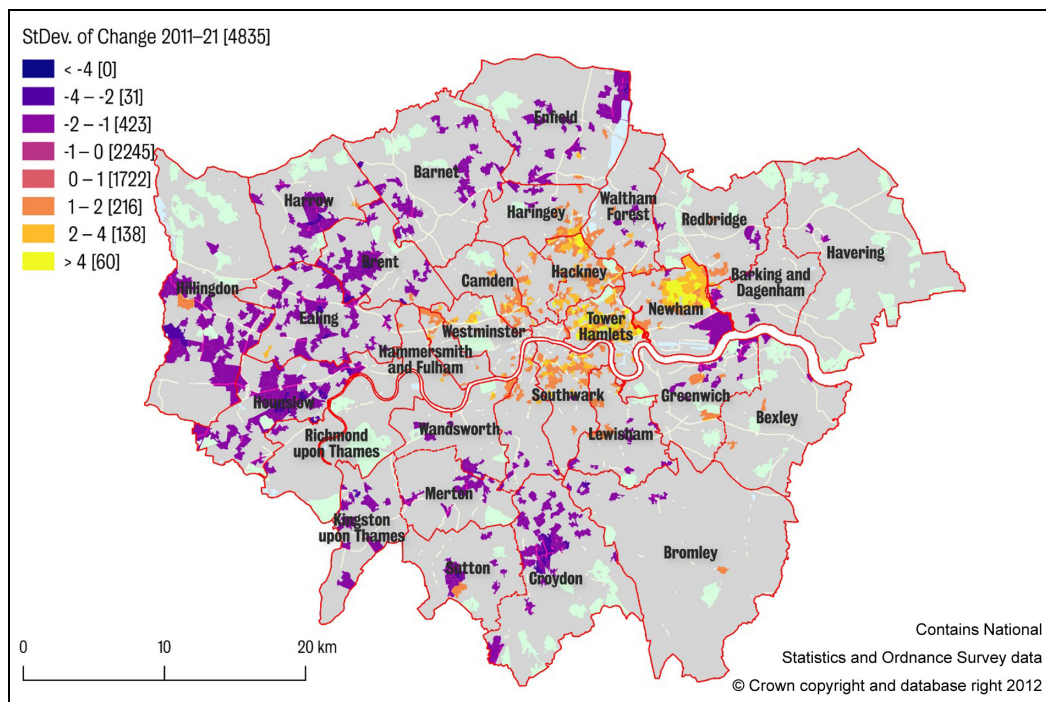 StDev. of Change 2011–21 [4835]
< -4 [0]
-4 – -2 [31]
-2 – -1 [423]
-1 – 0 [2245]
0 – 1 [1722]
1 – 2 [216]
2 – 4 [138]
> 4 [60]
Enfield
Barnet
Harrow
Haringey
Waltham
Forest
Redbridge
Havering
Brent
Camden
Hackney
Barking and
Dagenham
Hillingdon
Ealing
Westminster
Tower
Hamlets
Newham
Hammersmith
and Fulham
Hounslow
Southwark
Greenwich
Bexley
Richmond
upon Thames
Wandsworth
Lewisham
Merton
Kingston
upon Thames
Bromley
Sutton
Croydon
0 10 20 km
Contains National
Statistics and Ordnance Survey data
© Crown copyright and database right 2012